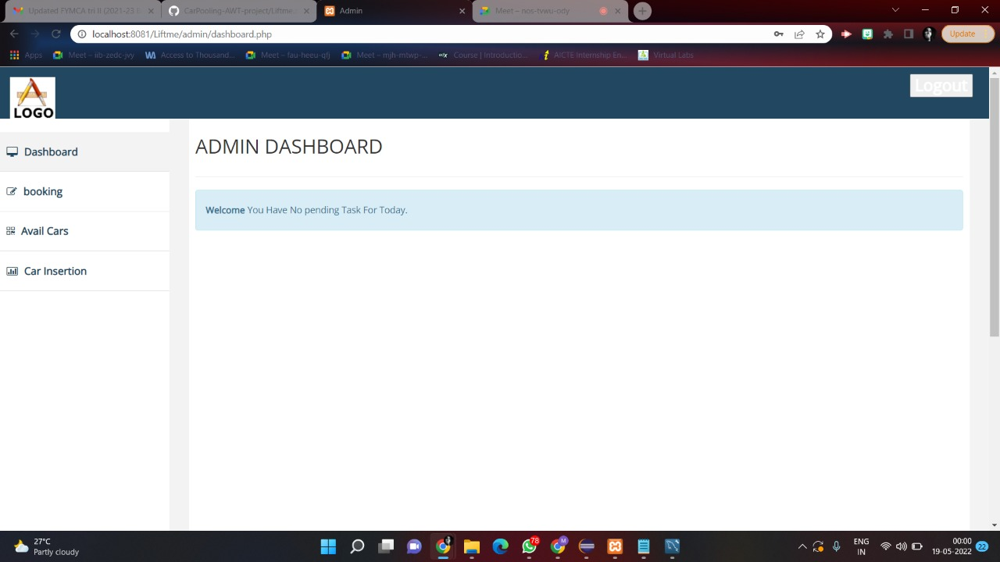 Updated FYMCA tri II (2021-23
CarPooling-AWT-project/Liftme
Admin
Meet – nos-tvwu-ody
localhost:8081/Liftme/admin/dashboard.php
Update
Apps
Meet – iib-zedc-jvy
Access to Thousand...
Meet – fau-heeu-qfj
Meet – mjh-mtwp-...
Course | Introductio...
AICTE Internship En...
Virtual Labs
LOGO
Logout
Dashboard
booking
Avail Cars
Car Insertion
ADMIN DASHBOARD
Welcome You Have No pending Task For Today.
27°C
Partly cloudy
78
M
ENG
IN
00:00
19-05-2022
22